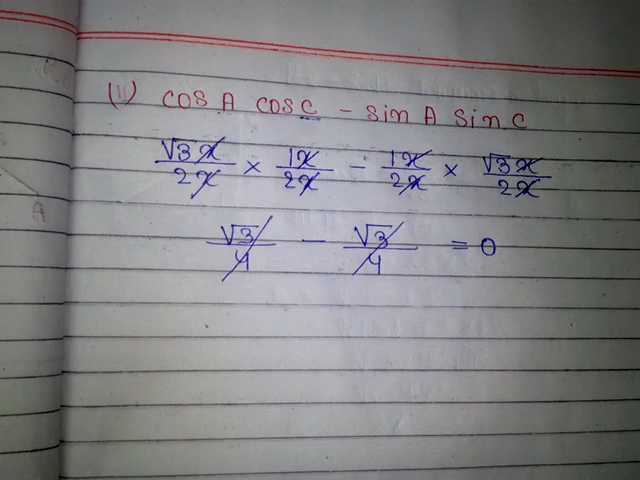 (ii) cos A cos C - sin A sin C
√3x/2x × 1x/2x - 1x/2x × √3x/2x
√3/4 - √3/4 = 0
A